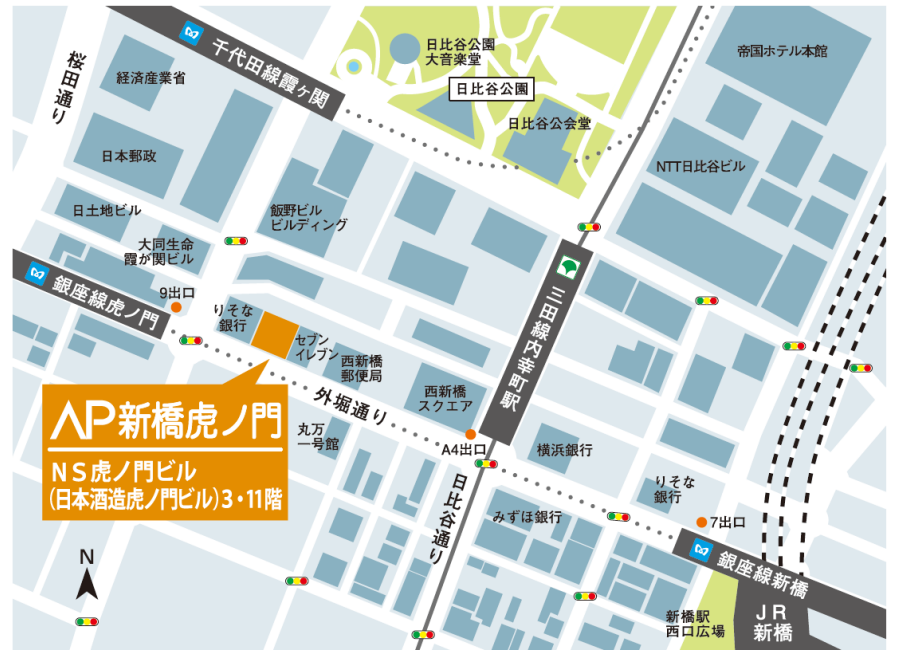 千代田線霞ヶ関
日比谷公園
大音楽堂
帝国ホテル本館
桜田通り
経済産業省
日比谷公園
日比谷公会堂
日本郵政
NTT日比谷ビル
日土地ビル
飯野ビル
ビルディング
大同生命
霞が関ビル
銀座線虎ノ門
9出口
りそな
銀行
セブン
イレブン
三田線内幸町駅
西新橋
郵便局
西新橋
スクエア
外堀通り
AP新橋虎ノ門
NS虎ノ門ビル
(日本酒造虎ノ門ビル)3・11階
丸万
一号館
A4出口
横浜銀行
日比谷通り
りそな
銀行
みずほ銀行
7出口
銀座線新橋
N
新橋駅
西口広場
JR
新橋